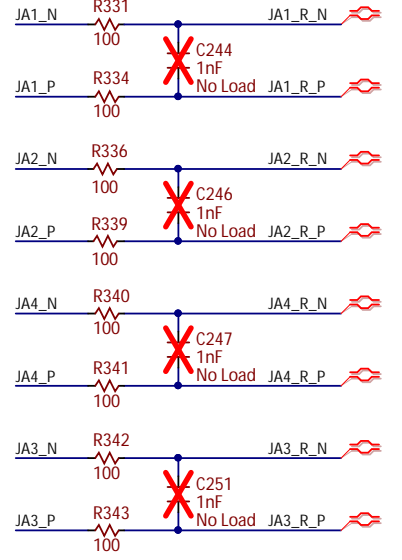 R331
JA1_N
100
C244
1nF
No Load
R334
JA1_P
100
JA1_R_N
JA1_R_P
R336
JA2_N
100
C246
1nF
No Load
R339
JA2_P
100
JA2_R_N
JA2_R_P
R340
JA4_N
100
C247
1nF
No Load
R341
JA4_P
100
JA4_R_N
JA4_R_P
R342
JA3_N
100
C251
1nF
No Load
R343
JA3_P
100
JA3_R_N
JA3_R_P